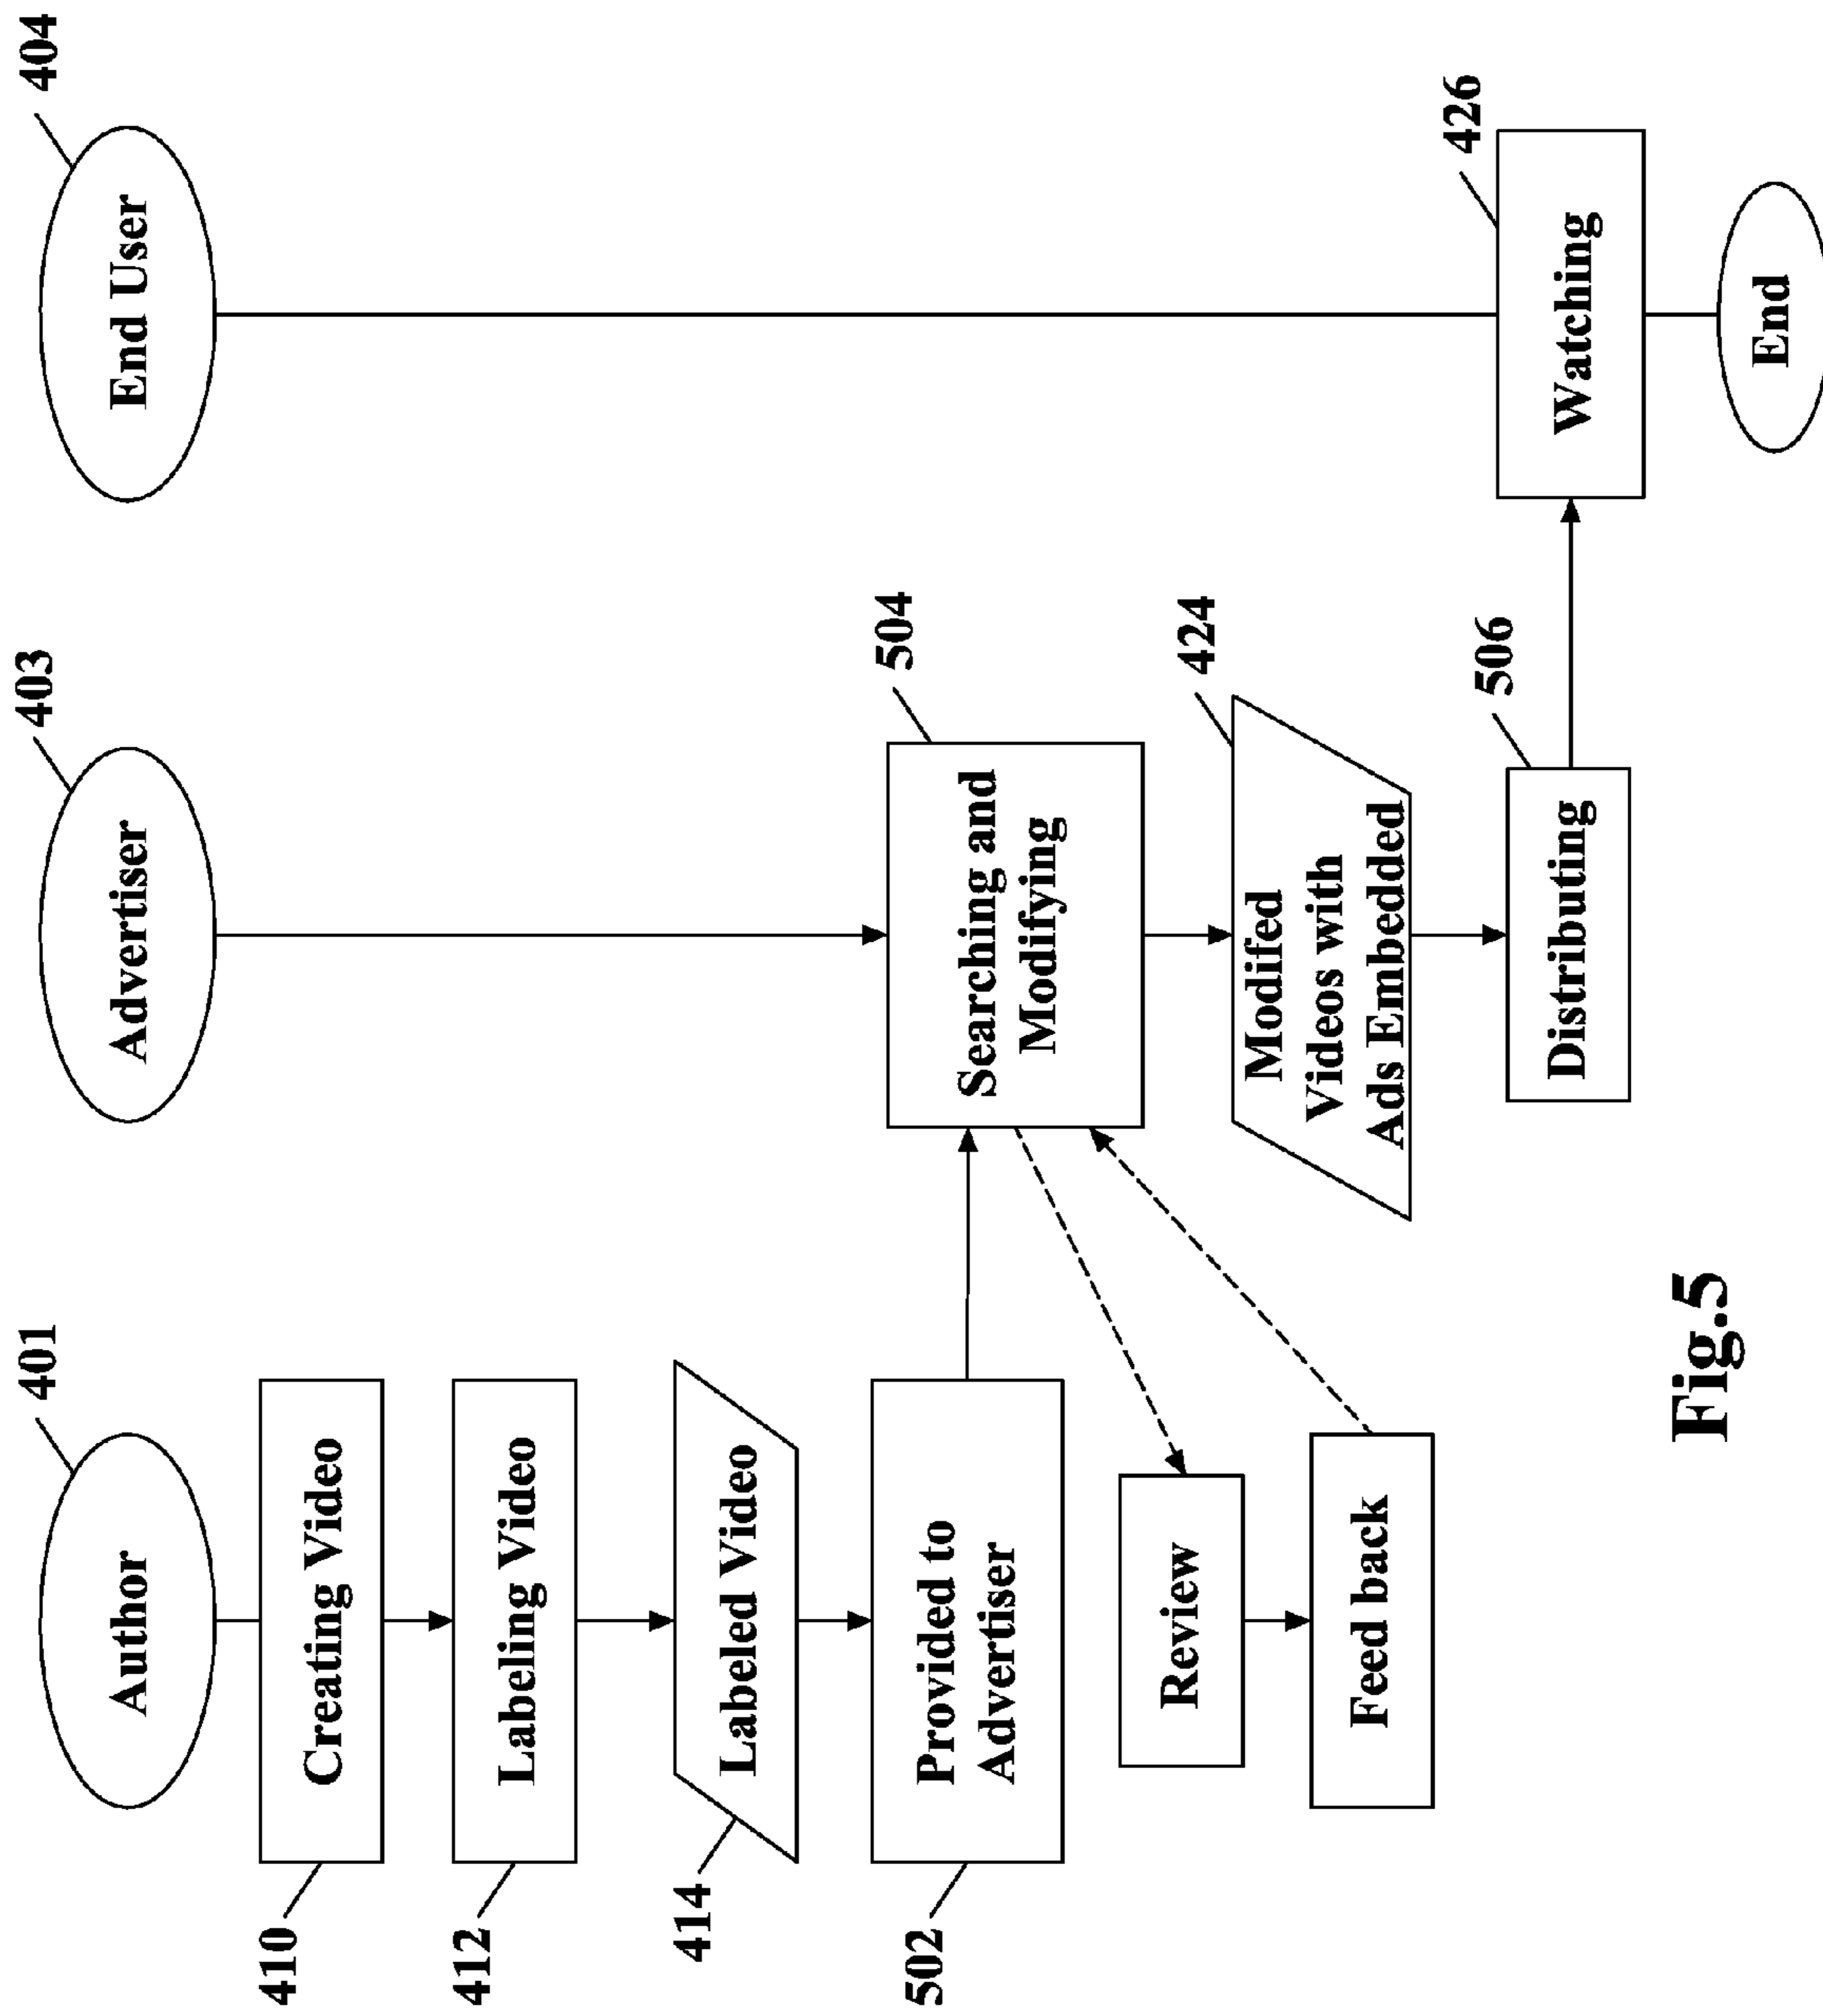 401
Author
403
Advertiser
404
End User
410
Creating Video
412
Labeling Video
414
Labeled Video
502
Provided to
Advertiser
504
Searching and
Modifying
Review
Feed back
424
Modifed
Videos with
Ads Embedded
506
Distributing
426
Watching
End
Fig.5